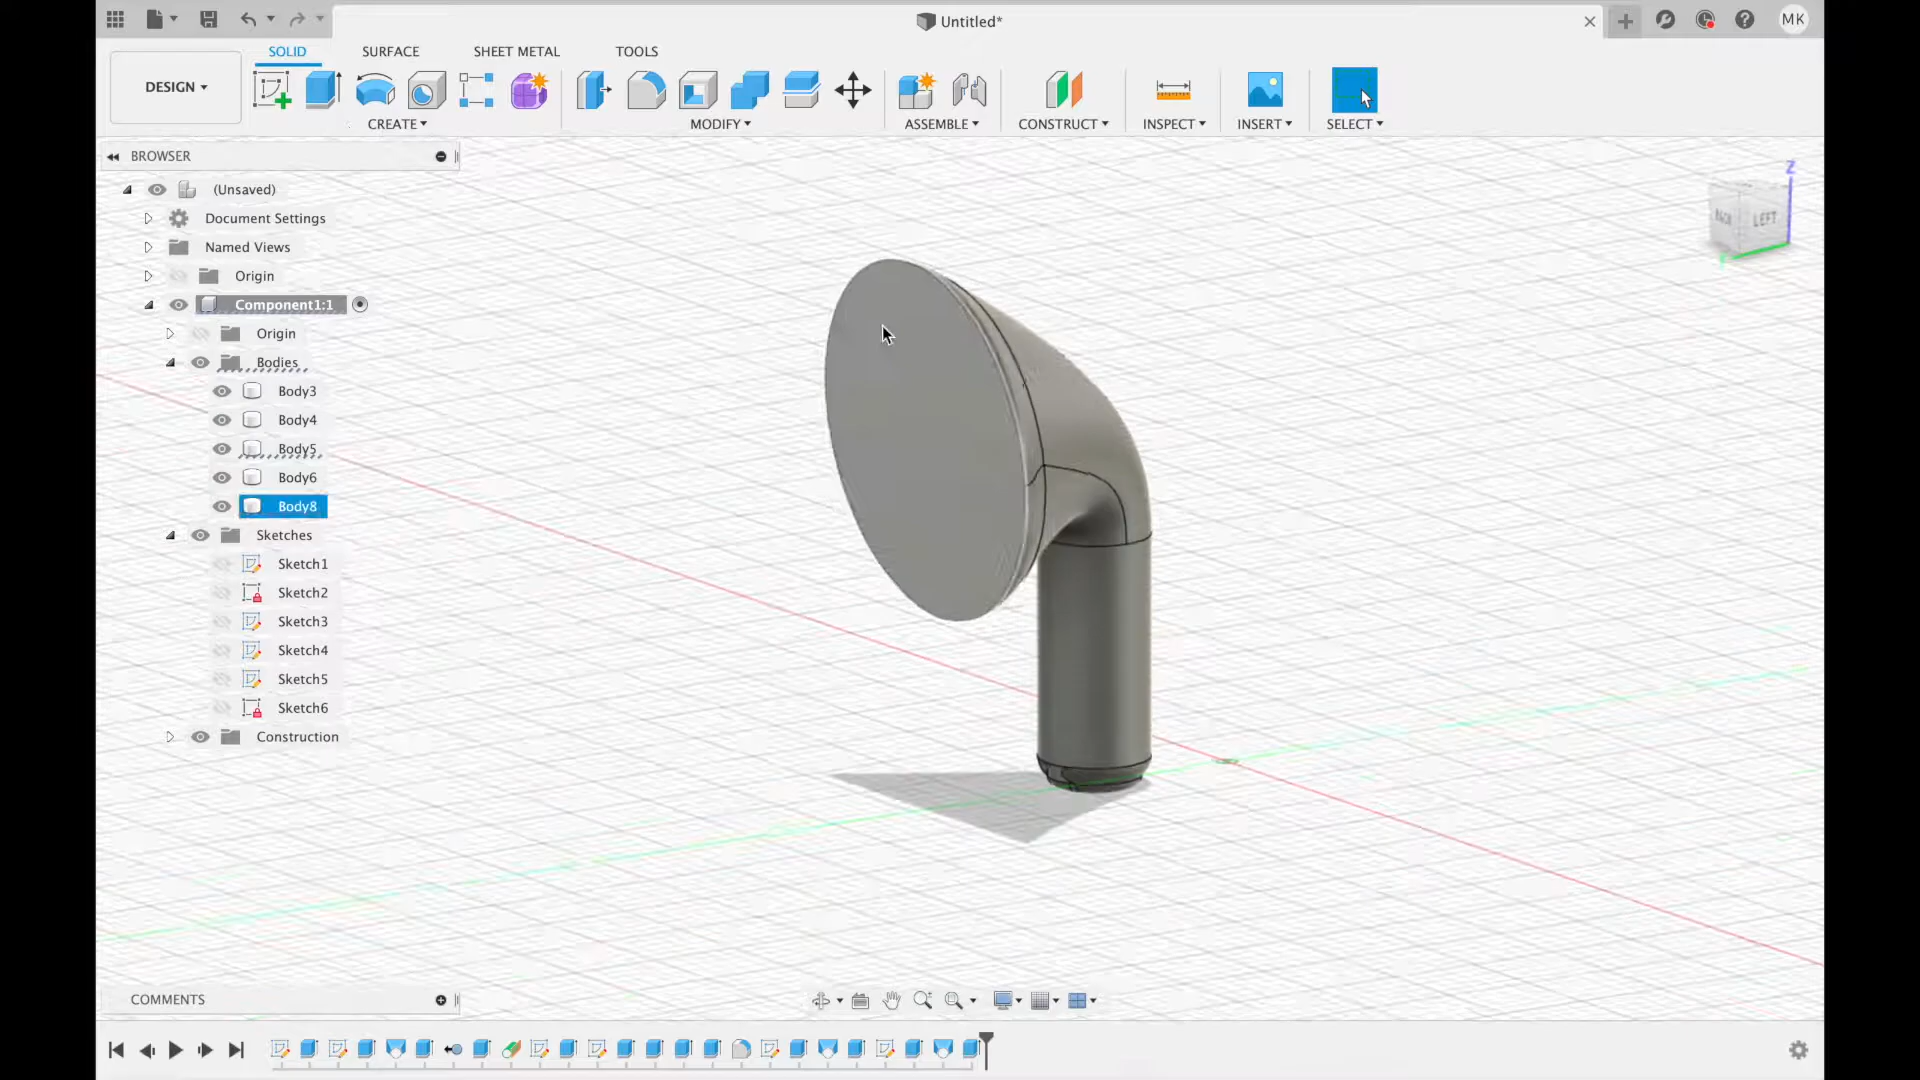 Untitled*
MK
DESIGN
SOLID
SURFACE
SHEET METAL
TOOLS
CREATE
MODIFY
ASSEMBLE
CONSTRUCT
INSPECT
INSERT
SELECT
BROWSER
(Unsaved)
Document Settings
Named Views
Origin
Component1:1
Origin
Bodies
Body3
Body4
Body5
Body6
Body8
Sketches
Sketch1
Sketch2
Sketch3
Sketch4
Sketch5
Sketch6
Construction
Z
BACK
LEFT
COMMENTS